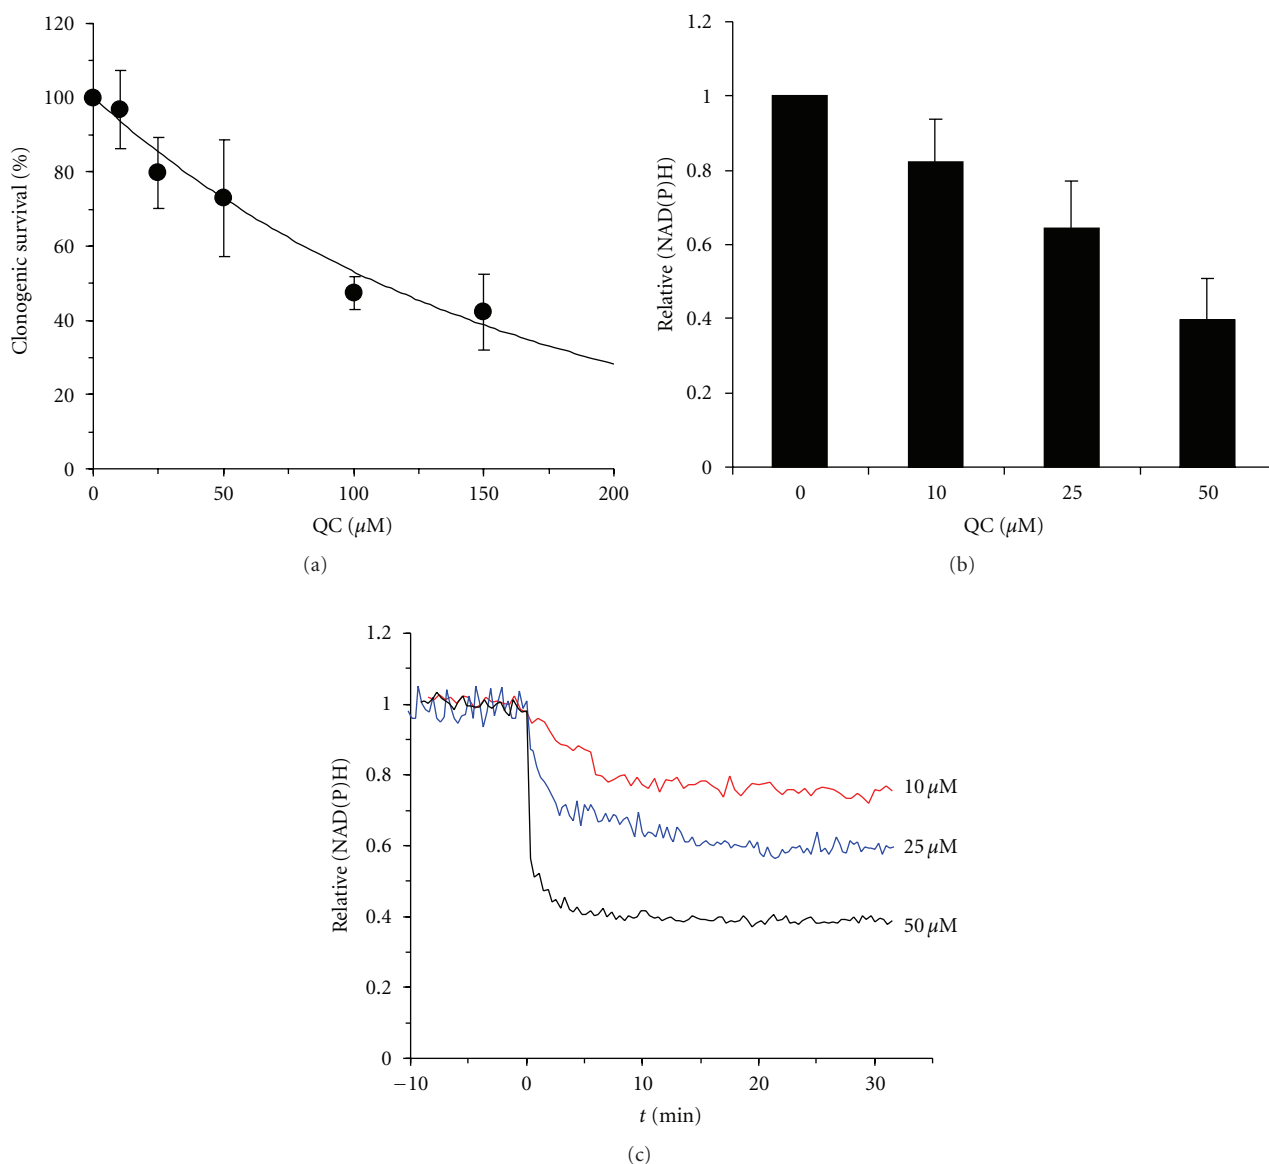 120
100
80
60
40
20
0
Clonogenic survival (%)
0 50 100 150 200
QC (µM)
(a)
1.2
1
0.8
0.6
0.4
0.2
0
Relative (NAD(P)H)
0 10 25 50
QC (µM)
(b)
1.2
1
0.8
0.6
0.4
0.2
0
Relative (NAD(P)H)
10 µM
25 µM
50 µM
−10 0 10 20 30
t (min)
(c)